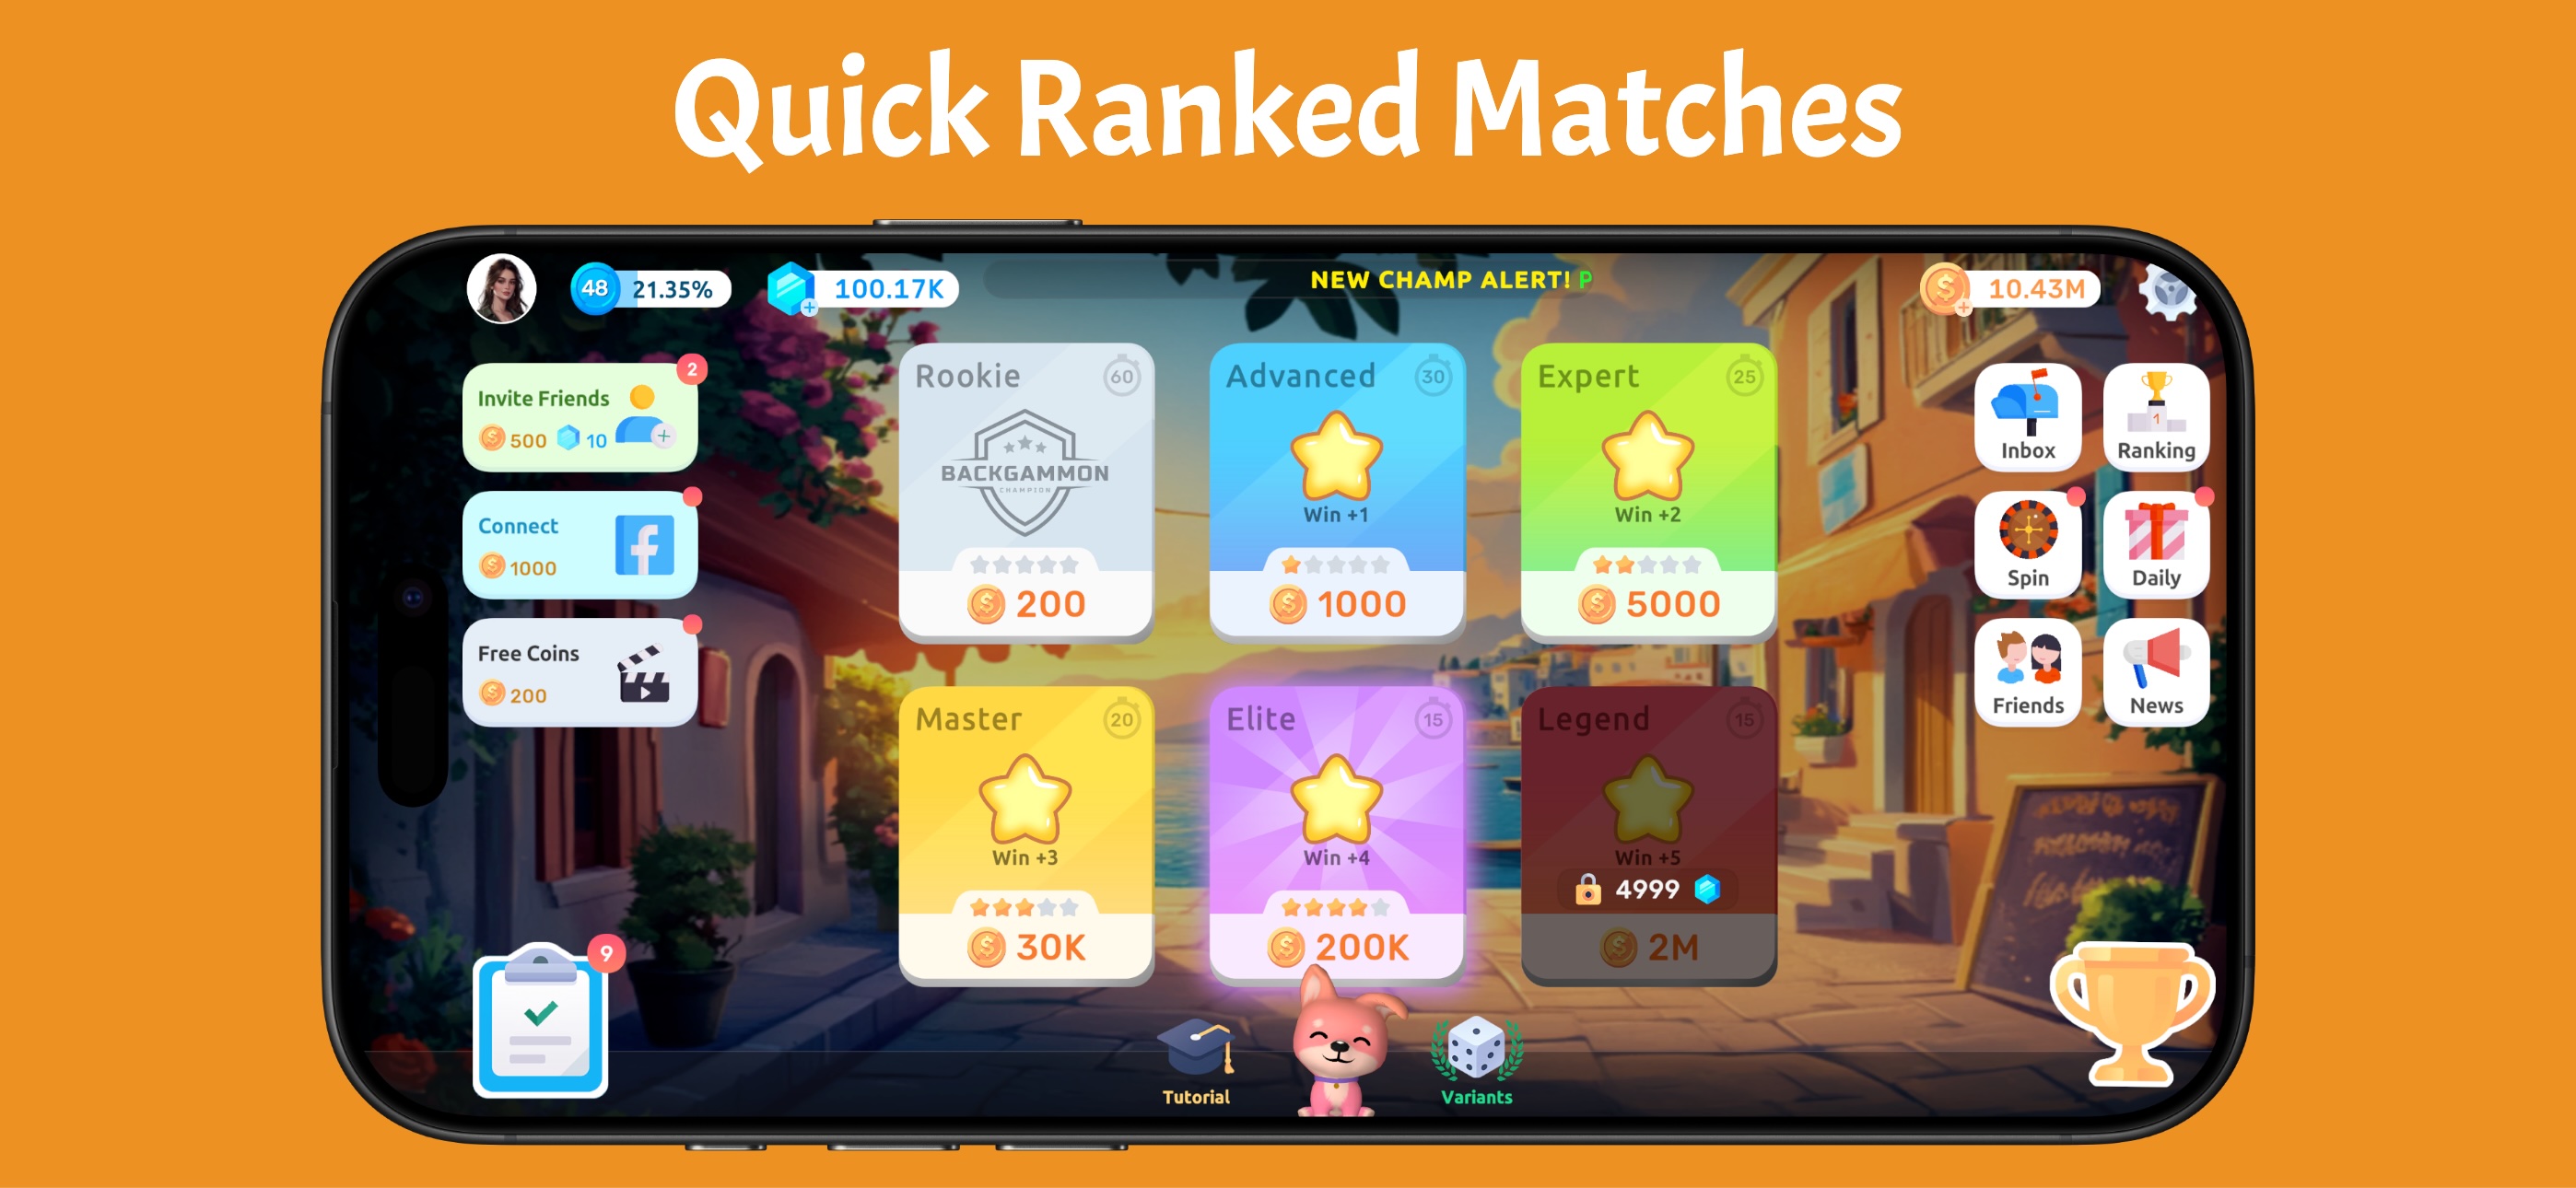 Quick Ranked Matches
48
21.35%
100.17K
NEW CHAMP ALERT! P
10.43M
Invite Friends
2
500 10
Connect
1000
Free Coins
200
Rookie
60
BACKGAMMON
CHAMPION
200
Advanced
30
Win +1
1000
Expert
25
Win +2
5000
Master
20
Win +3
30K
Elite
15
Win +4
200K
Legend
15
Win +5
4999
2M
Inbox
1
Ranking
Spin
Daily
Friends
News
9
Tutorial
Variants